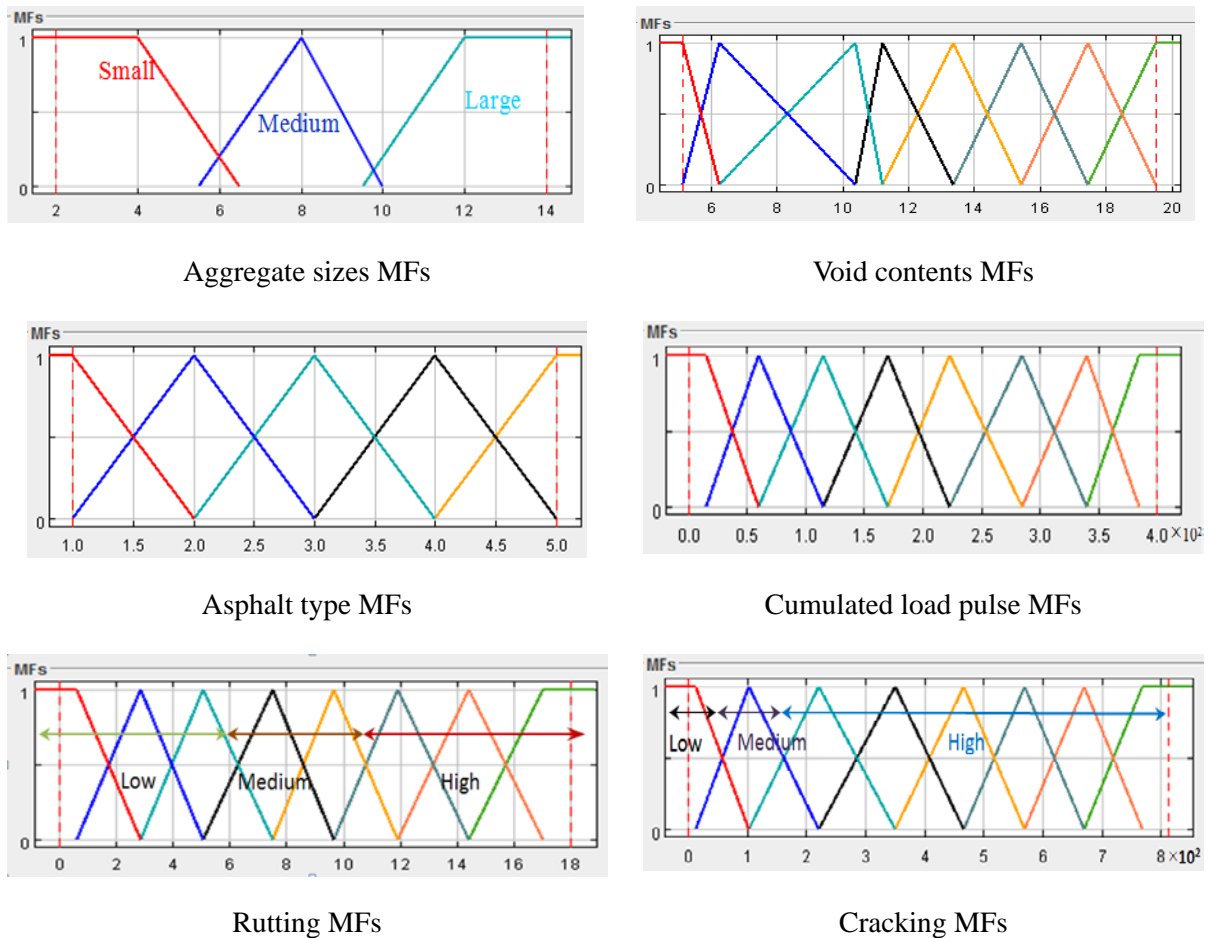 MFs
1
Small
Medium
Large
0
2 4 6 8 10 12 14
Aggregate sizes MFs
MFs
1
0
6 8 10 12 14 16 18 20
Void contents MFs
MFs
1
0
1.0 1.5 2.0 2.5 3.0 3.5 4.0 4.5 5.0
Asphalt type MFs
MFs
1
0
0.0 0.5 1.0 1.5 2.0 2.5 3.0 3.5 4.0 ×10²
Cumulated load pulse MFs
MFs
1
Low Medium High
0
0 2 4 6 8 10 12 14 16 18
Rutting MFs
MFs
1
Low Medium High
0
0 1 2 3 4 5 6 7 8 ×10²
Cracking MFs